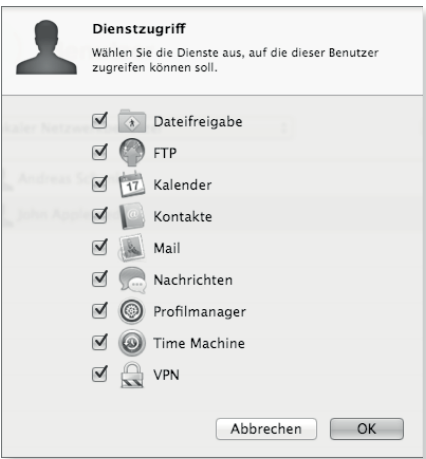 Dienstzugriff
Wählen Sie die Dienste aus, auf die dieser Benutzer
zugreifen können soll.
Dateifreigabe
FTP
17
Kalender
Kontakte
Mail
Nachrichten
Profilmanager
Time Machine
VPN
Abbrechen
OK